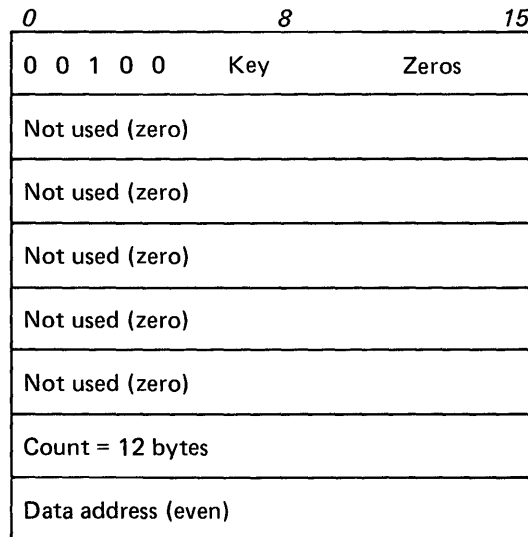 0 8 15
0 0 1 0 0 Key Zeros
Not used (zero)
Not used (zero)
Not used (zero)
Not used (zero)
Not used (zero)
Count = 12 bytes
Data address (even)